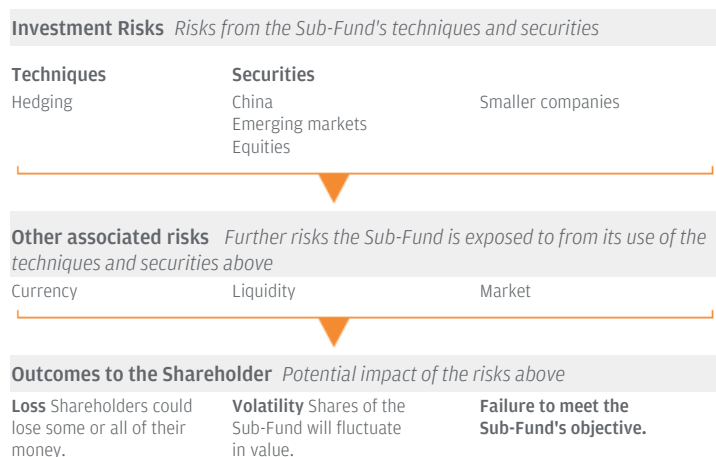 Investment Risks Risks from the Sub-Fund's techniques and securities
Techniques Securities
Hedging China Smaller companies
Emerging markets
Equities
Other associated risks Further risks the Sub-Fund is exposed to from its use of the
techniques and securities above
Currency Liquidity Market
Outcomes to the Shareholder Potential impact of the risks above
Loss Shareholders could
lose some or all of their
money.
Volatility Shares of the
Sub-Fund will fluctuate
in value.
Failure to meet the
Sub-Fund's objective.